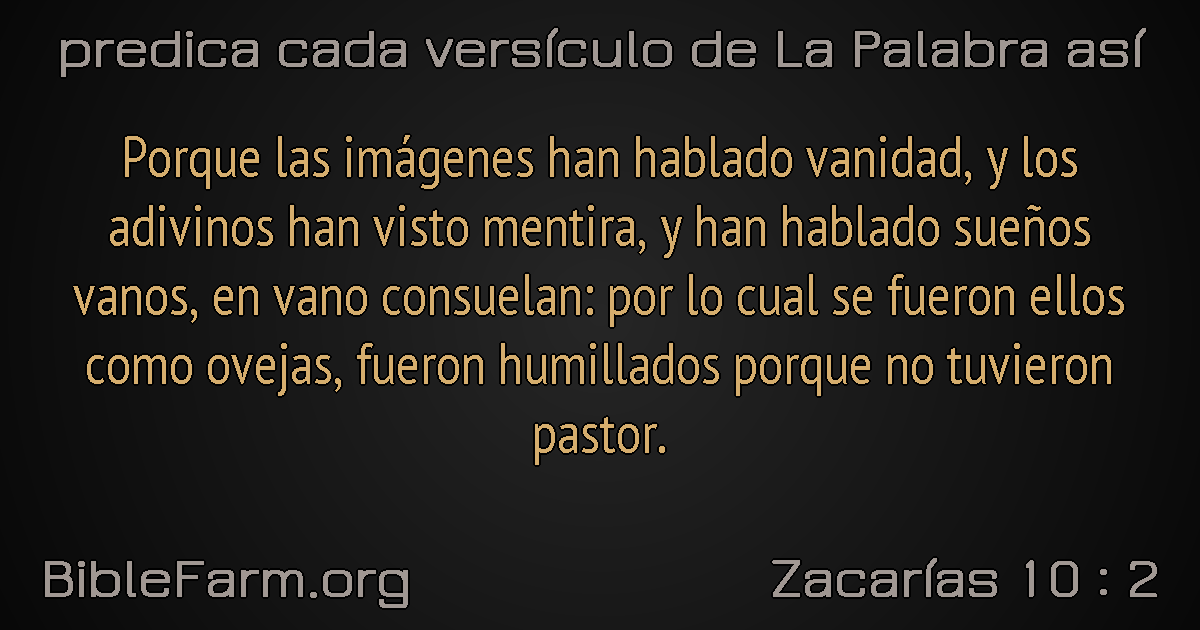 predica cada versículo de La Palabra así
Porque las imágenes han hablado vanidad, y los
adivinos han visto mentira, y han hablado sueños
vanos, en vano consuelan: por lo cual se fueron ellos
como ovejas, fueron humillados porque no tuvieron
pastor.
BibleFarm.org
Zacarías 10 : 2